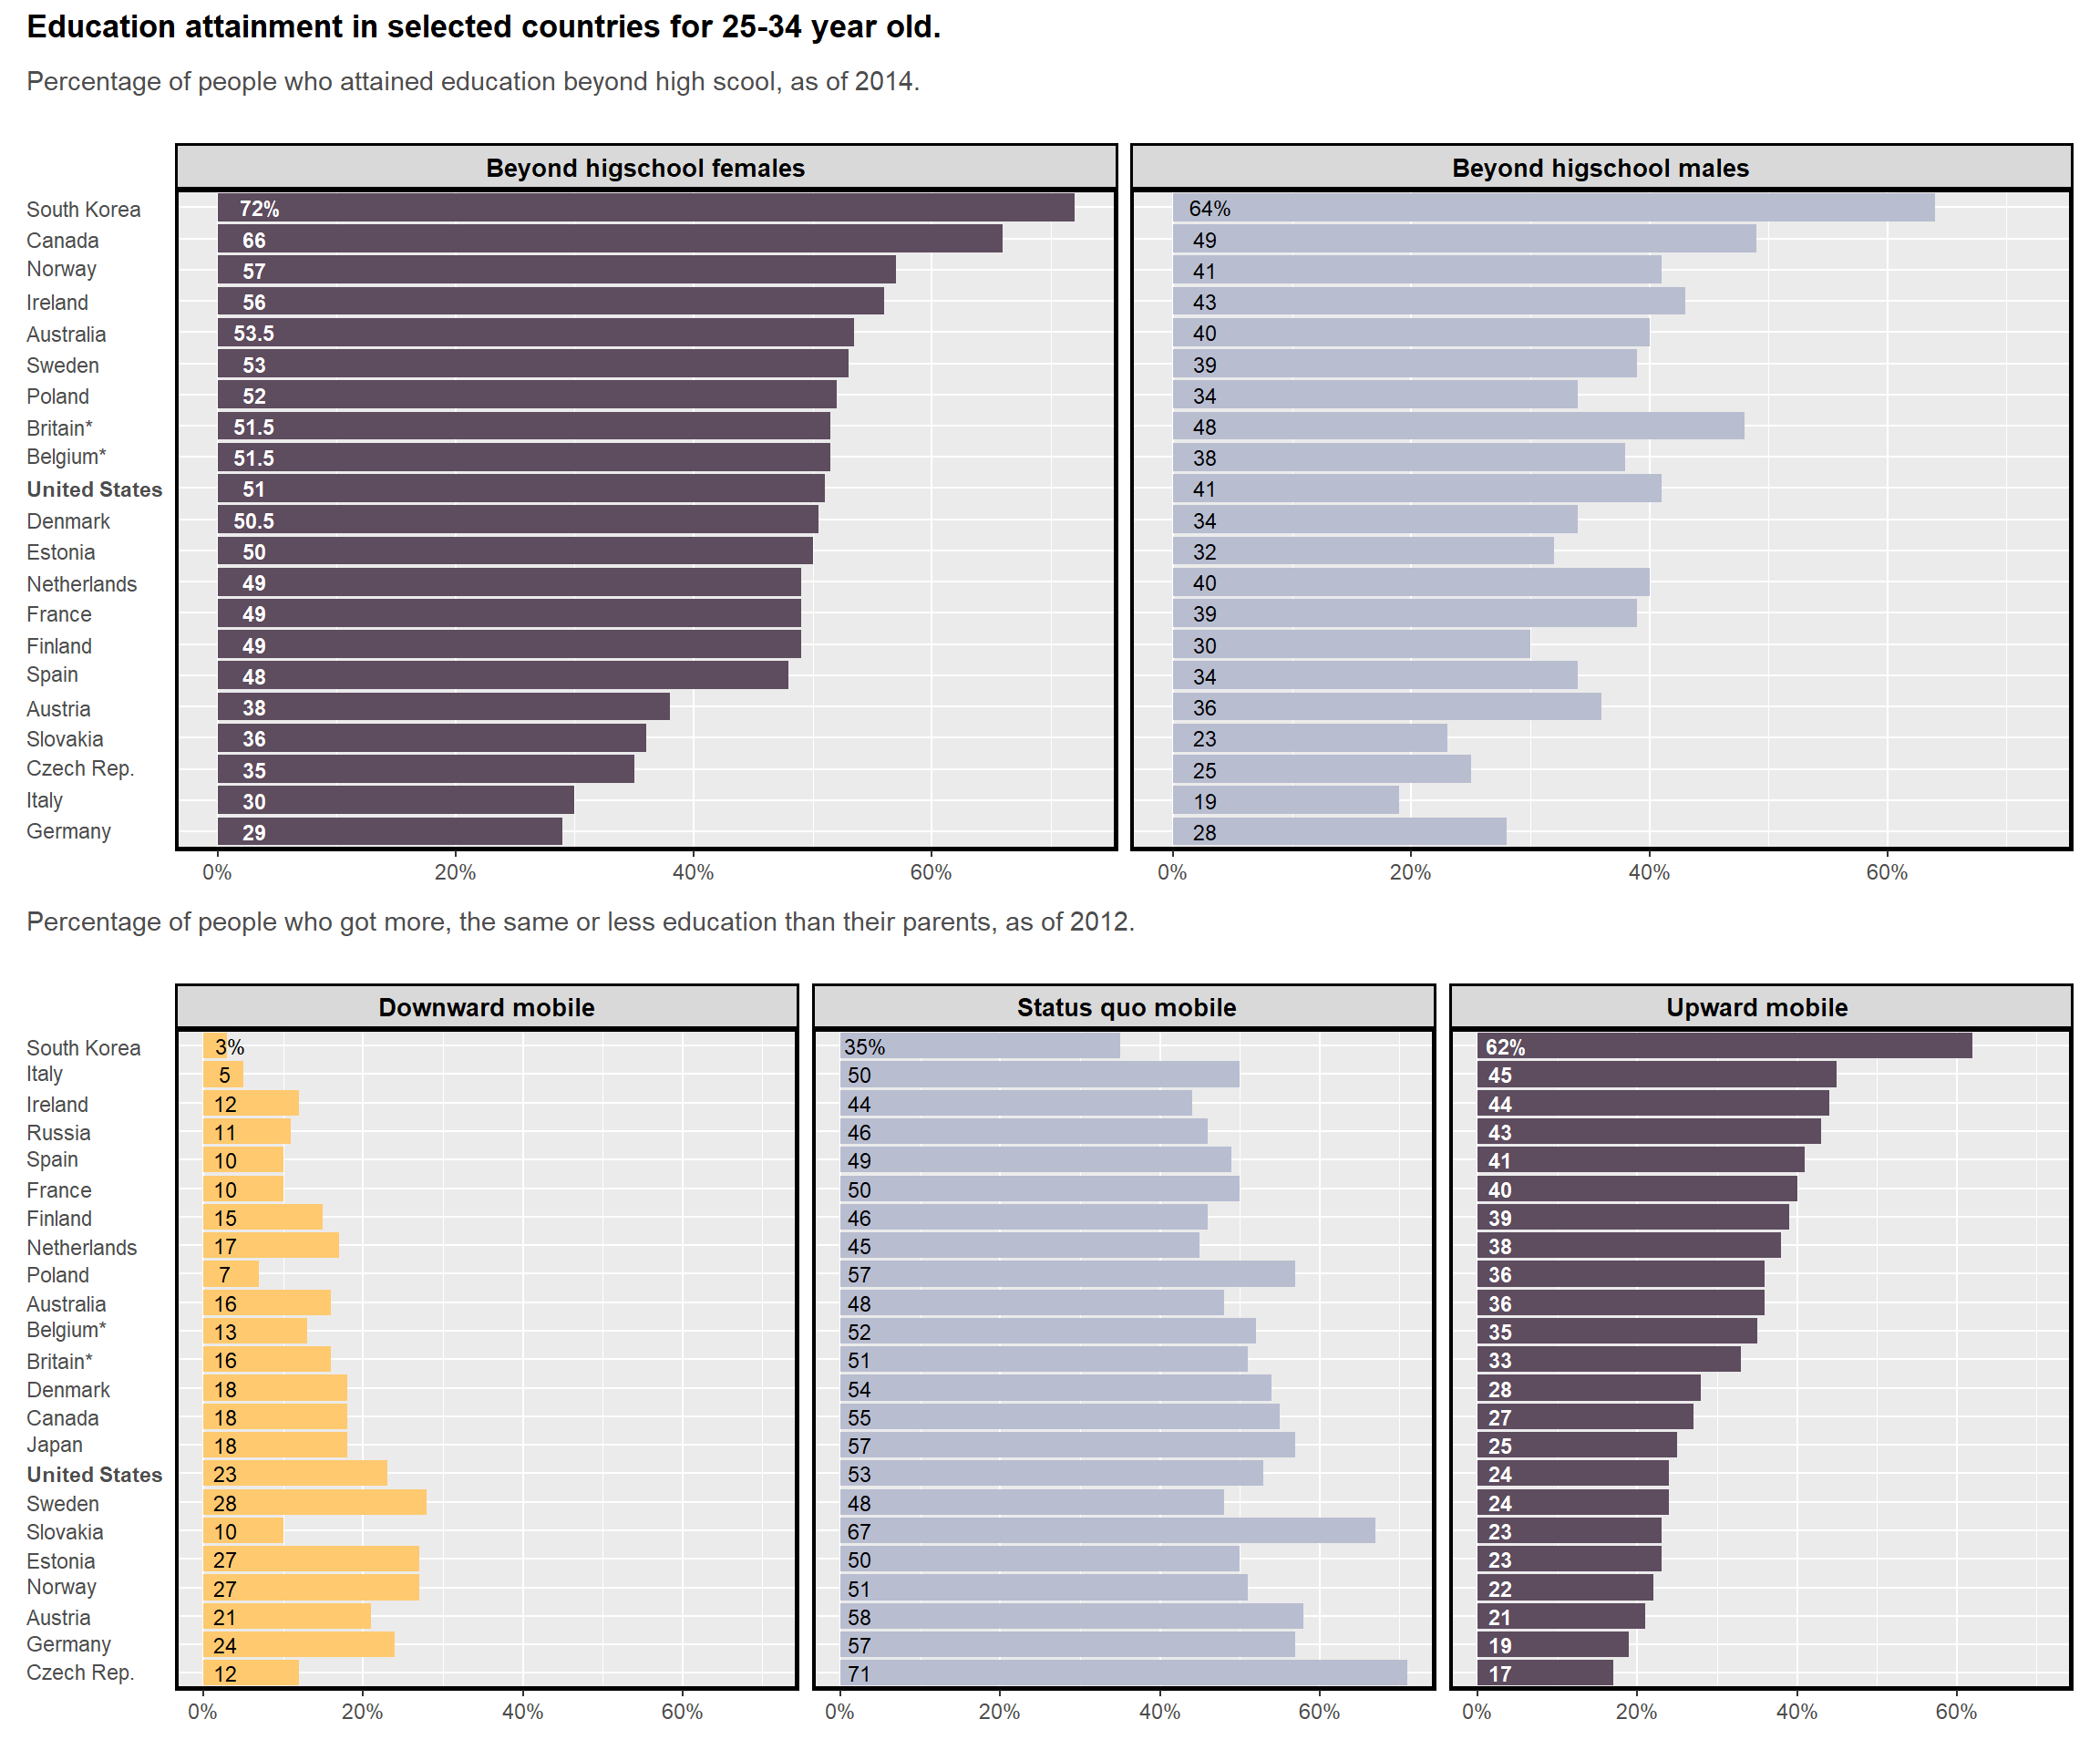 Education attainment in selected countries for 25-34 year old.
Percentage of people who attained education beyond high scool, as of 2014.
Beyond higschool females Beyond higschool males
South Korea 72% 64%
Canada 66 49
Norway 57 41
Ireland 56 43
Australia 53.5 40
Sweden 53 39
Poland 52 34
Britain* 51.5 48
Belgium* 51.5 38
United States 51 41
Denmark 50.5 34
Estonia 50 32
Netherlands 49 40
France 49 39
Finland 49 30
Spain 48 34
Austria 38 36
Slovakia 36 23
Czech Rep. 35 25
Italy 30 19
Germany 29 28
0% 20% 40% 60% 0% 20% 40% 60%
Percentage of people who got more, the same or less education than their parents, as of 2012.
Downward mobile Status quo mobile Upward mobile
South Korea 3% 35% 62%
Italy 5 50 45
Ireland 12 44 44
Russia 11 46 43
Spain 10 49 41
France 10 50 40
Finland 15 46 39
Netherlands 17 45 38
Poland 7 57 36
Australia 16 48 36
Belgium* 13 52 35
Britain* 16 51 33
Denmark 18 54 28
Canada 18 55 27
Japan 18 57 25
United States 23 53 24
Sweden 28 48 24
Slovakia 10 67 23
Estonia 27 50 23
Norway 27 51 22
Austria 21 58 21
Germany 24 57 19
Czech Rep. 12 71 17
0% 20% 40% 60% 0% 20% 40% 60% 0% 20% 40% 60%